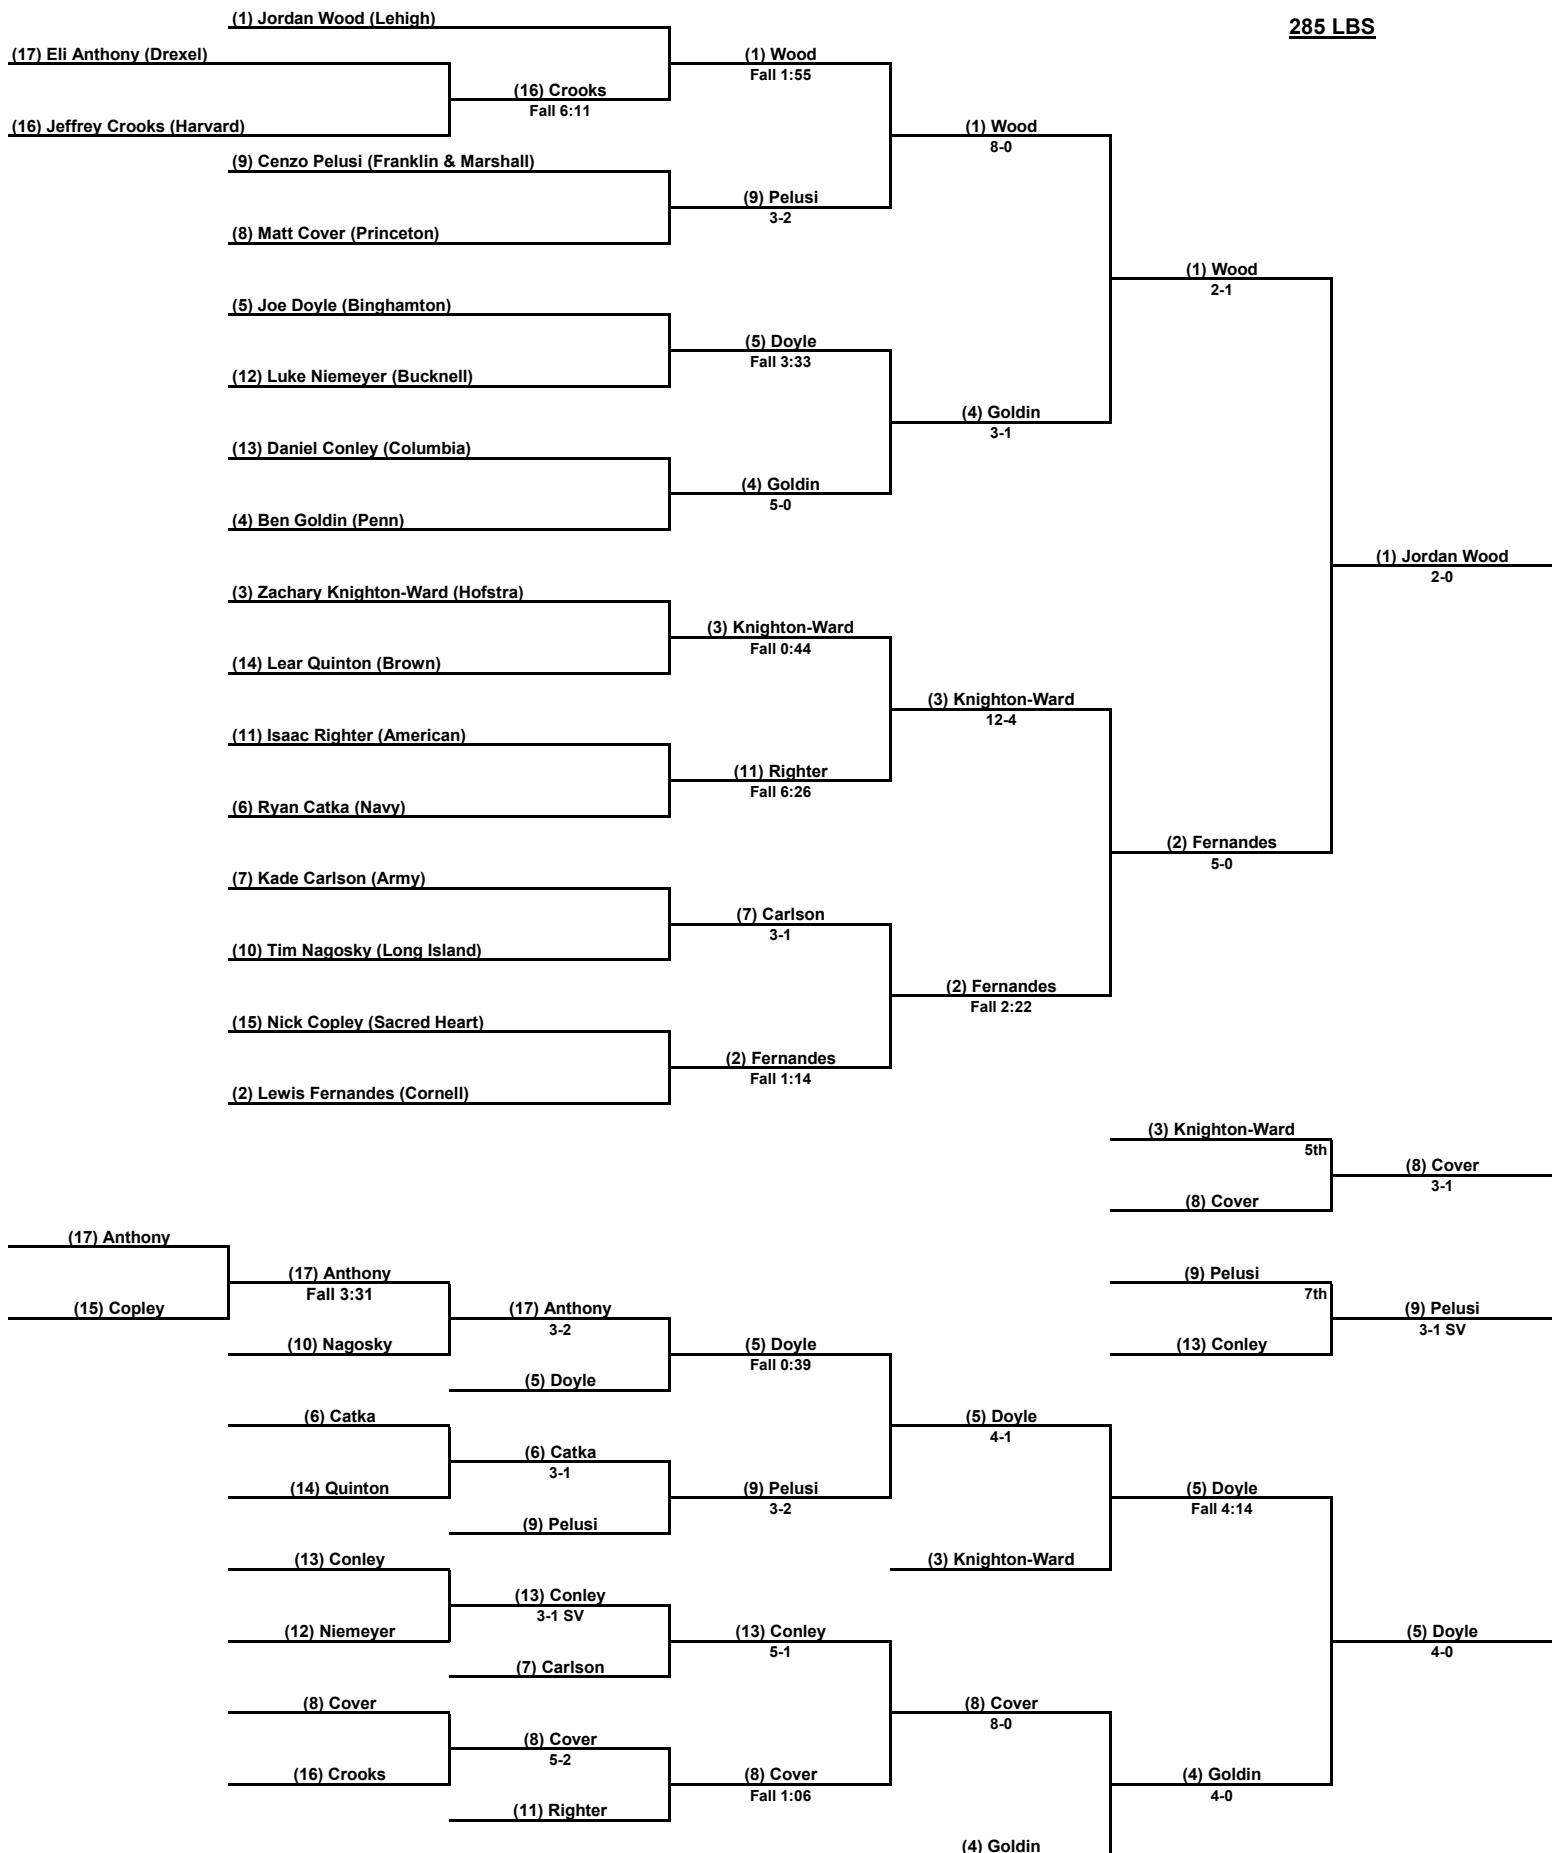 (1) Jordan Wood (Lehigh)
285 LBS
(17) Eli Anthony (Drexel)
(1) Wood
Fall 1:55
(16) Crooks
Fall 6:11
(16) Jeffrey Crooks (Harvard)
(1) Wood
8-0
(9) Cenzo Pelusi (Franklin & Marshall)
(9) Pelusi
3-2
(8) Matt Cover (Princeton)
(1) Wood
2-1
(5) Joe Doyle (Binghamton)
(5) Doyle
Fall 3:33
(12) Luke Niemeyer (Bucknell)
(4) Goldin
3-1
(13) Daniel Conley (Columbia)
(4) Goldin
5-0
(4) Ben Goldin (Penn)
(1) Jordan Wood
2-0
(3) Zachary Knighton-Ward (Hofstra)
(3) Knighton-Ward
Fall 0:44
(14) Lear Quinton (Brown)
(3) Knighton-Ward
12-4
(11) Isaac Righter (American)
(11) Righter
Fall 6:26
(6) Ryan Catka (Navy)
(2) Fernandes
5-0
(7) Kade Carlson (Army)
(7) Carlson
3-1
(10) Tim Nagosky (Long Island)
(2) Fernandes
Fall 2:22
(15) Nick Copley (Sacred Heart)
(2) Fernandes
Fall 1:14
(2) Lewis Fernandes (Cornell)
(3) Knighton-Ward
5th
(8) Cover
3-1
(8) Cover
(17) Anthony
(17) Anthony
Fall 3:31
(9) Pelusi
7th
(15) Copley
(17) Anthony
3-2
(9) Pelusi
3-1 SV
(10) Nagosky
(5) Doyle
Fall 0:39
(13) Conley
(5) Doyle
(6) Catka
(5) Doyle
4-1
(6) Catka
3-1
(14) Quinton
(9) Pelusi
3-2
(5) Doyle
Fall 4:14
(9) Pelusi
(13) Conley
(3) Knighton-Ward
(13) Conley
3-1 SV
(12) Niemeyer
(13) Conley
5-1
(5) Doyle
4-0
(7) Carlson
(8) Cover
(8) Cover
8-0
(8) Cover
5-2
(16) Crooks
(8) Cover
Fall 1:06
(4) Goldin
4-0
(11) Righter
(4) Goldin